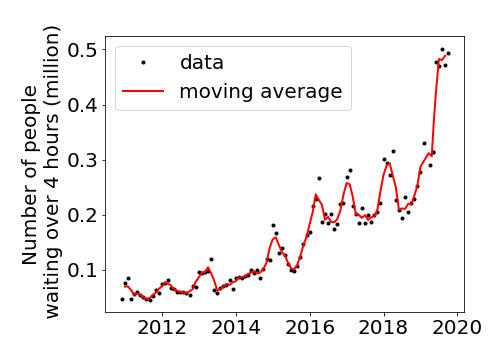 Number of people
waiting over 4 hours (million)
0.5
0.4
0.3
0.2
0.1
data
moving average
2012
2014
2016
2018
2020